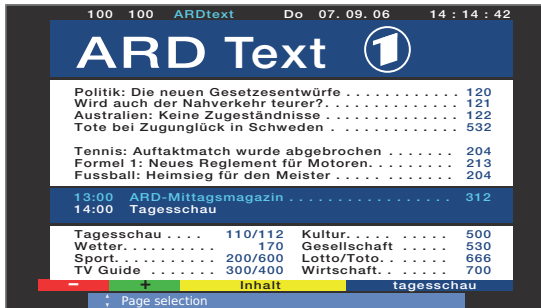 100 100 ARDtext Do 07. 09. 06 14 : 14 : 42
ARD Text 1
Politik: Die neuen Gesetzesentwürfe . . . . . . . . . . . . 120
Wird auch der Nahverkehr teurer?. . . . . . . . . . . . . . 121
Australien: Keine Zugeständnisse . . . . . . . . . . . . . . 122
Tote bei Zugunglück in Schweden . . . . . . . . . . . . . 532
Tennis: Auftaktmatch wurde abgebrochen . . . . . . . 204
Formel 1: Neues Reglement für Motoren. . . . . . . . . 213
Fussball: Heimsieg für den Meister . . . . . . . . . . . . 204
13:00 ARD-Mittagsmagazin . . . . . . . . . . . . . . . . . 312
14:00 Tagesschau
Tagesschau . . . . 110/112 Kultur. . . . . . 500
Wetter. . . . . . . . . . 170 Gesellschaft . . . . . 530
Sport. . . . . . . . 200/600 Lotto/Toto. . . . . . 666
TV Guide . . . . . . . 300/400 Wirtschaft. . . . . . 700
− + Inhalt tagesschau
Page selection